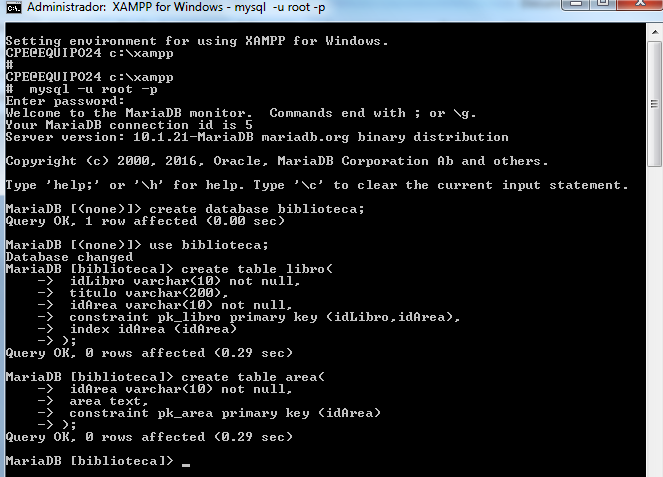 Administrador: XAMPP for Windows - mysql -u root -p
Setting environment for using XAMPP for Windows.
CPE@EQUIPO24 c:\xampp
#
CPE@EQUIPO24 c:\xampp
#  mysql -u root -p
Enter password:
Welcome to the MariaDB monitor.  Commands end with ; or \g.
Your MariaDB connection id is 5
Server version: 10.1.21-MariaDB mariadb.org binary distribution
Copyright (c) 2000, 2016, Oracle, MariaDB Corporation Ab and others.
Type 'help;' or '\h' for help. Type '\c' to clear the current input statement.
MariaDB [(none)]> create database biblioteca;
Query OK, 1 row affected (0.00 sec)
MariaDB [(none)]> use biblioteca;
Database changed
MariaDB [biblioteca]> create table libro(
    ->  idLibro varchar(10) not null,
    ->  titulo varchar(200),
    ->  idArea varchar(10) not null,
    ->  constraint pk_libro primary key (idLibro,idArea),
    ->  index idArea (idArea)
    -> );
Query OK, 0 rows affected (0.29 sec)
MariaDB [biblioteca]> create table area(
    ->  idArea varchar(10) not null,
    ->  area text,
    ->  constraint pk_area primary key (idArea)
    -> );
Query OK, 0 rows affected (0.29 sec)
MariaDB [biblioteca]> _